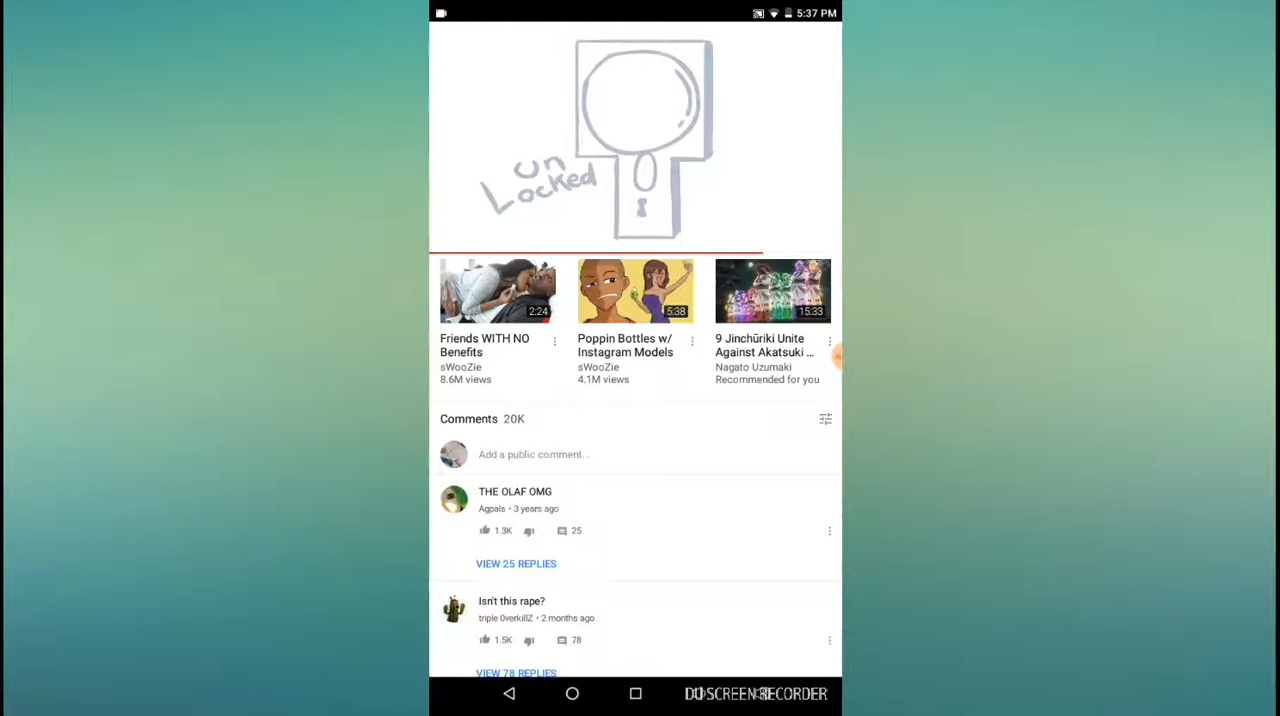 5:37 PM
un
Locked
2:24
5:38
15:33
Friends WITH NO
Benefits
sWooZie
8.6M views
Poppin Bottles w/
Instagram Models
sWooZie
4.1M views
9 Jinchūriki Unite
Against Akatsuki ...
Nagato Uzumaki
Recommended for you
Comments 20K
Add a public comment...
THE OLAF OMG
Agpals • 3 years ago
1.3K 25
VIEW 25 REPLIES
Isn't this rape?
triple 0verkillZ • 2 months ago
1.5K 78
VIEW 78 REPLIES
DU SCREEN RECORDER